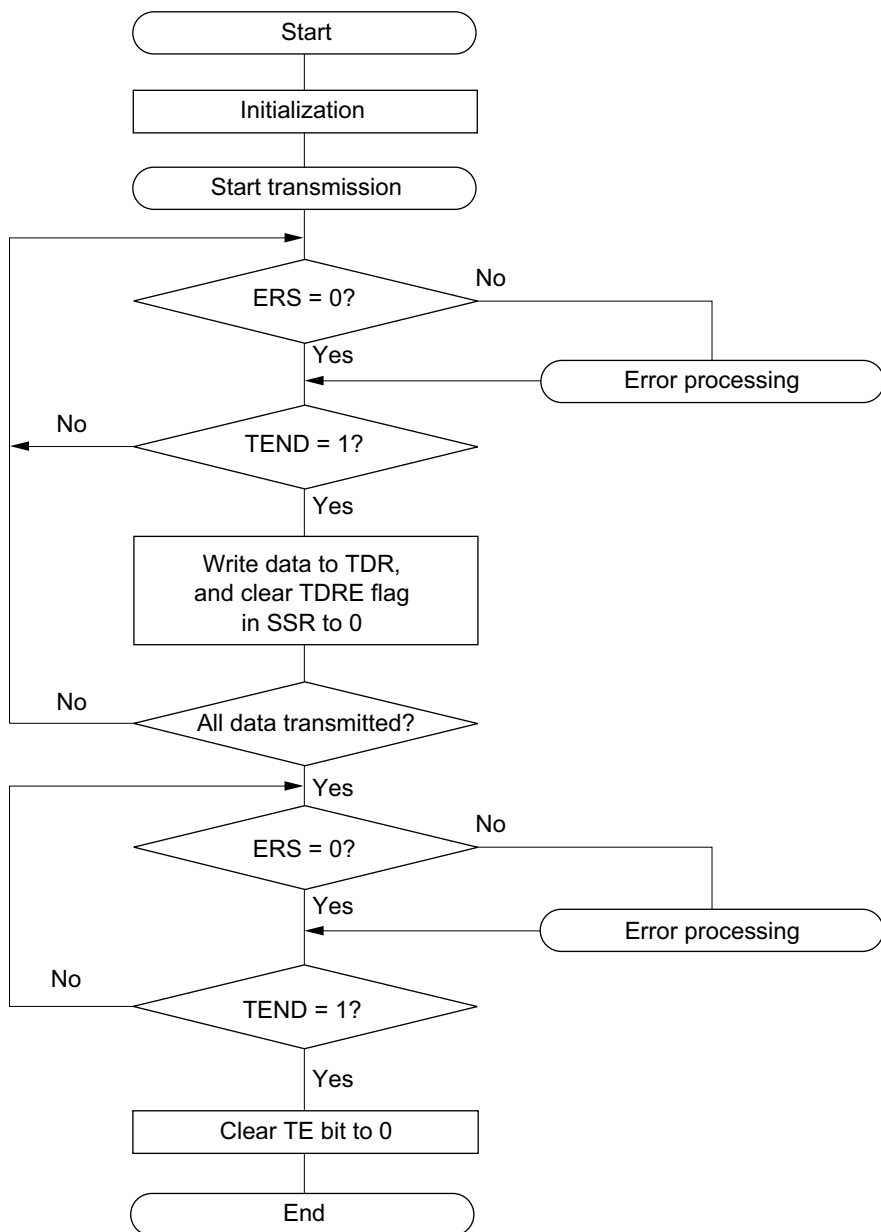 Start
Initialization
Start transmission
ERS = 0?
No
Yes
Error processing
No
TEND = 1?
Yes
Write data to TDR,
and clear TDRE flag
in SSR to 0
No
All data transmitted?
Yes
ERS = 0?
No
Yes
Error processing
No
TEND = 1?
Yes
Clear TE bit to 0
End